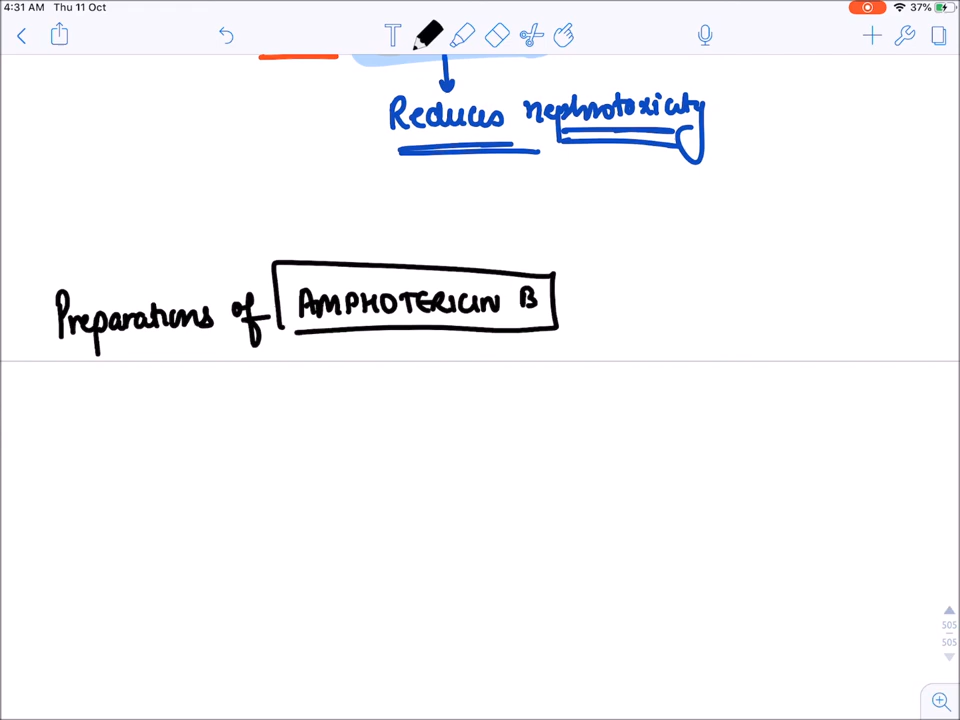 4:31 AM Thu 11 Oct 37%
T
Reduces nephrotoxicity
Preparations of AMPHOTERICIN B
505
505